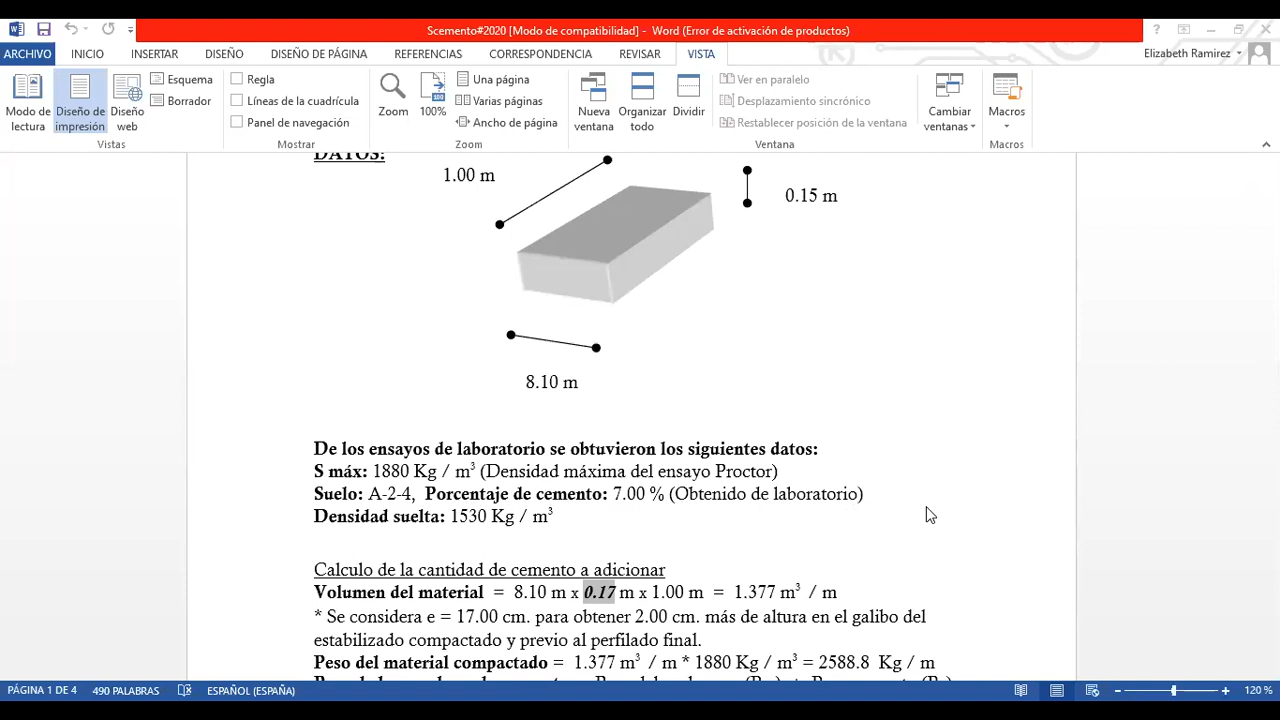 Scemento#2020 [Modo de compatibilidad] - Word (Error de activación de productos)
ARCHIVO INICIO INSERTAR DISEÑO DISEÑO DE PÁGINA REFERENCIAS CORRESPONDENCIA REVISAR VISTA Elizabeth Ramirez
Modo de lectura
Diseño de impresión
Diseño web
Esquema
Borrador
Vistas
Regla
Líneas de la cuadrícula
Panel de navegación
Mostrar
Zoom
100%
Una página
Varias páginas
Ancho de página
Zoom
Nueva ventana
Organizar todo
Dividir
Ver en paralelo
Desplazamiento sincrónico
Restablecer posición de la ventana
Cambiar ventanas
Ventana
Macros
Macros
DATOS:
1.00 m
0.15 m
8.10 m
De los ensayos de laboratorio se obtuvieron los siguientes datos:
S máx: 1880 Kg / m³ (Densidad máxima del ensayo Proctor)
Suelo: A-2-4, Porcentaje de cemento: 7.00 % (Obtenido de laboratorio)
Densidad suelta: 1530 Kg / m³
Calculo de la cantidad de cemento a adicionar
Volumen del material = 8.10 m x 0.17 m x 1.00 m = 1.377 m³ / m
* Se considera e = 17.00 cm. para obtener 2.00 cm. más de altura en el galibo del
estabilizado compactado y previo al perfilado final.
Peso del material compactado = 1.377 m³ / m * 1880 Kg / m³ = 2588.8 Kg / m
PÁGINA 1 DE 4 490 PALABRAS ESPAÑOL (ESPAÑA) 120 %